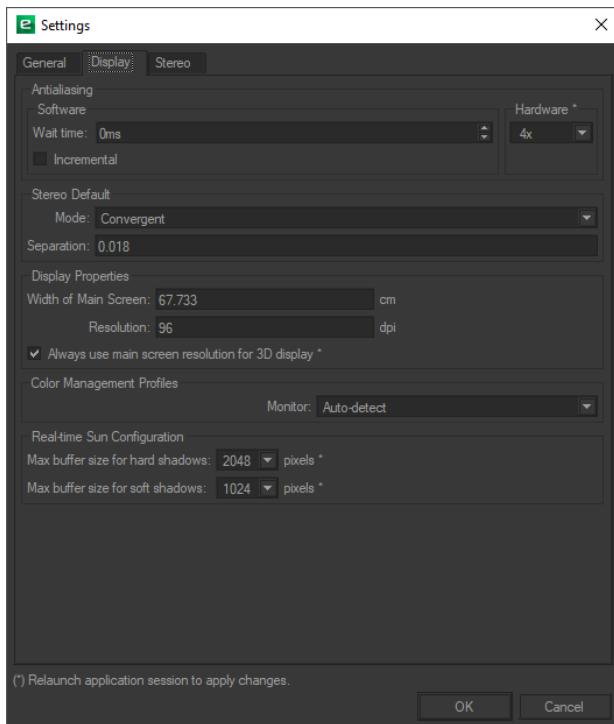 Settings
General Display Stereo
Antialiasing
Software Hardware *
Wait time: 0ms 4x
Incremental
Stereo Default
Mode: Convergent
Separation: 0.018
Display Properties
Width of Main Screen: 67.733 cm
Resolution: 96 dpi
Always use main screen resolution for 3D display *
Color Management Profiles
Monitor: Auto-detect
Real-time Sun Configuration
Max buffer size for hard shadows: 2048 pixels *
Max buffer size for soft shadows: 1024 pixels *
(*) Relaunch application session to apply changes.
OK Cancel